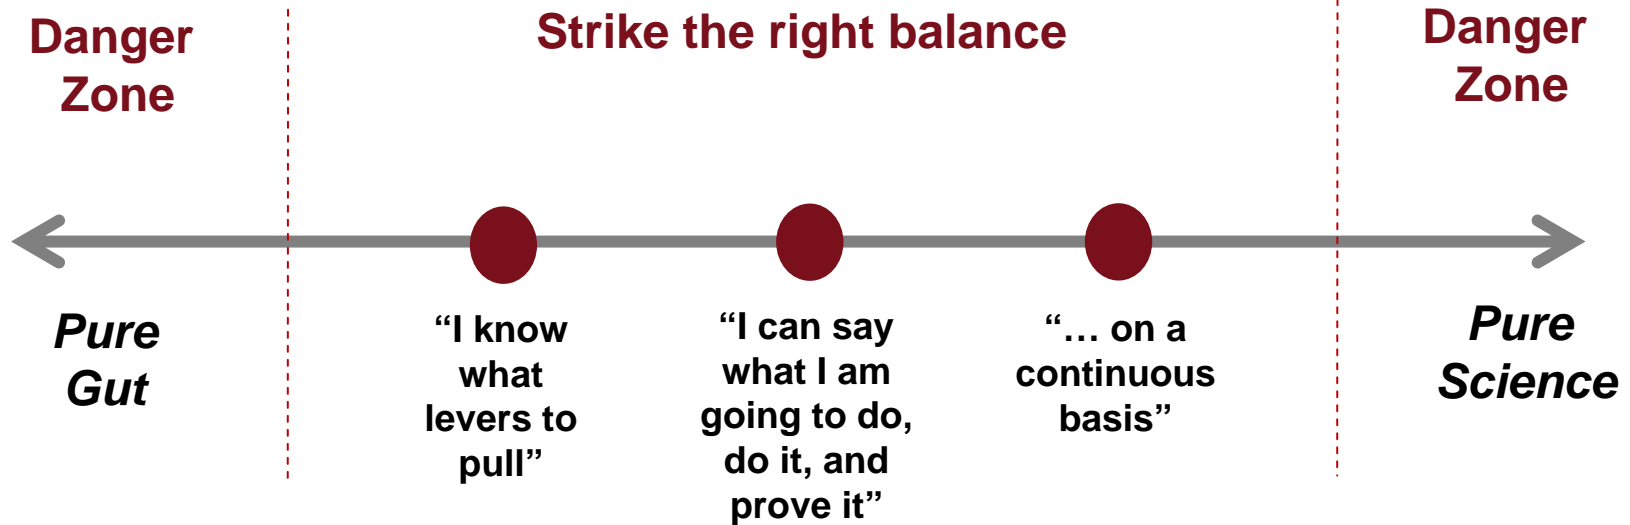 Danger
Zone
Strike the right balance
Danger
Zone
Pure
Gut
“I know
what
levers to
pull”
“I can say
what I am
going to do,
do it, and
prove it”
“… on a
continuous
basis”
Pure
Science